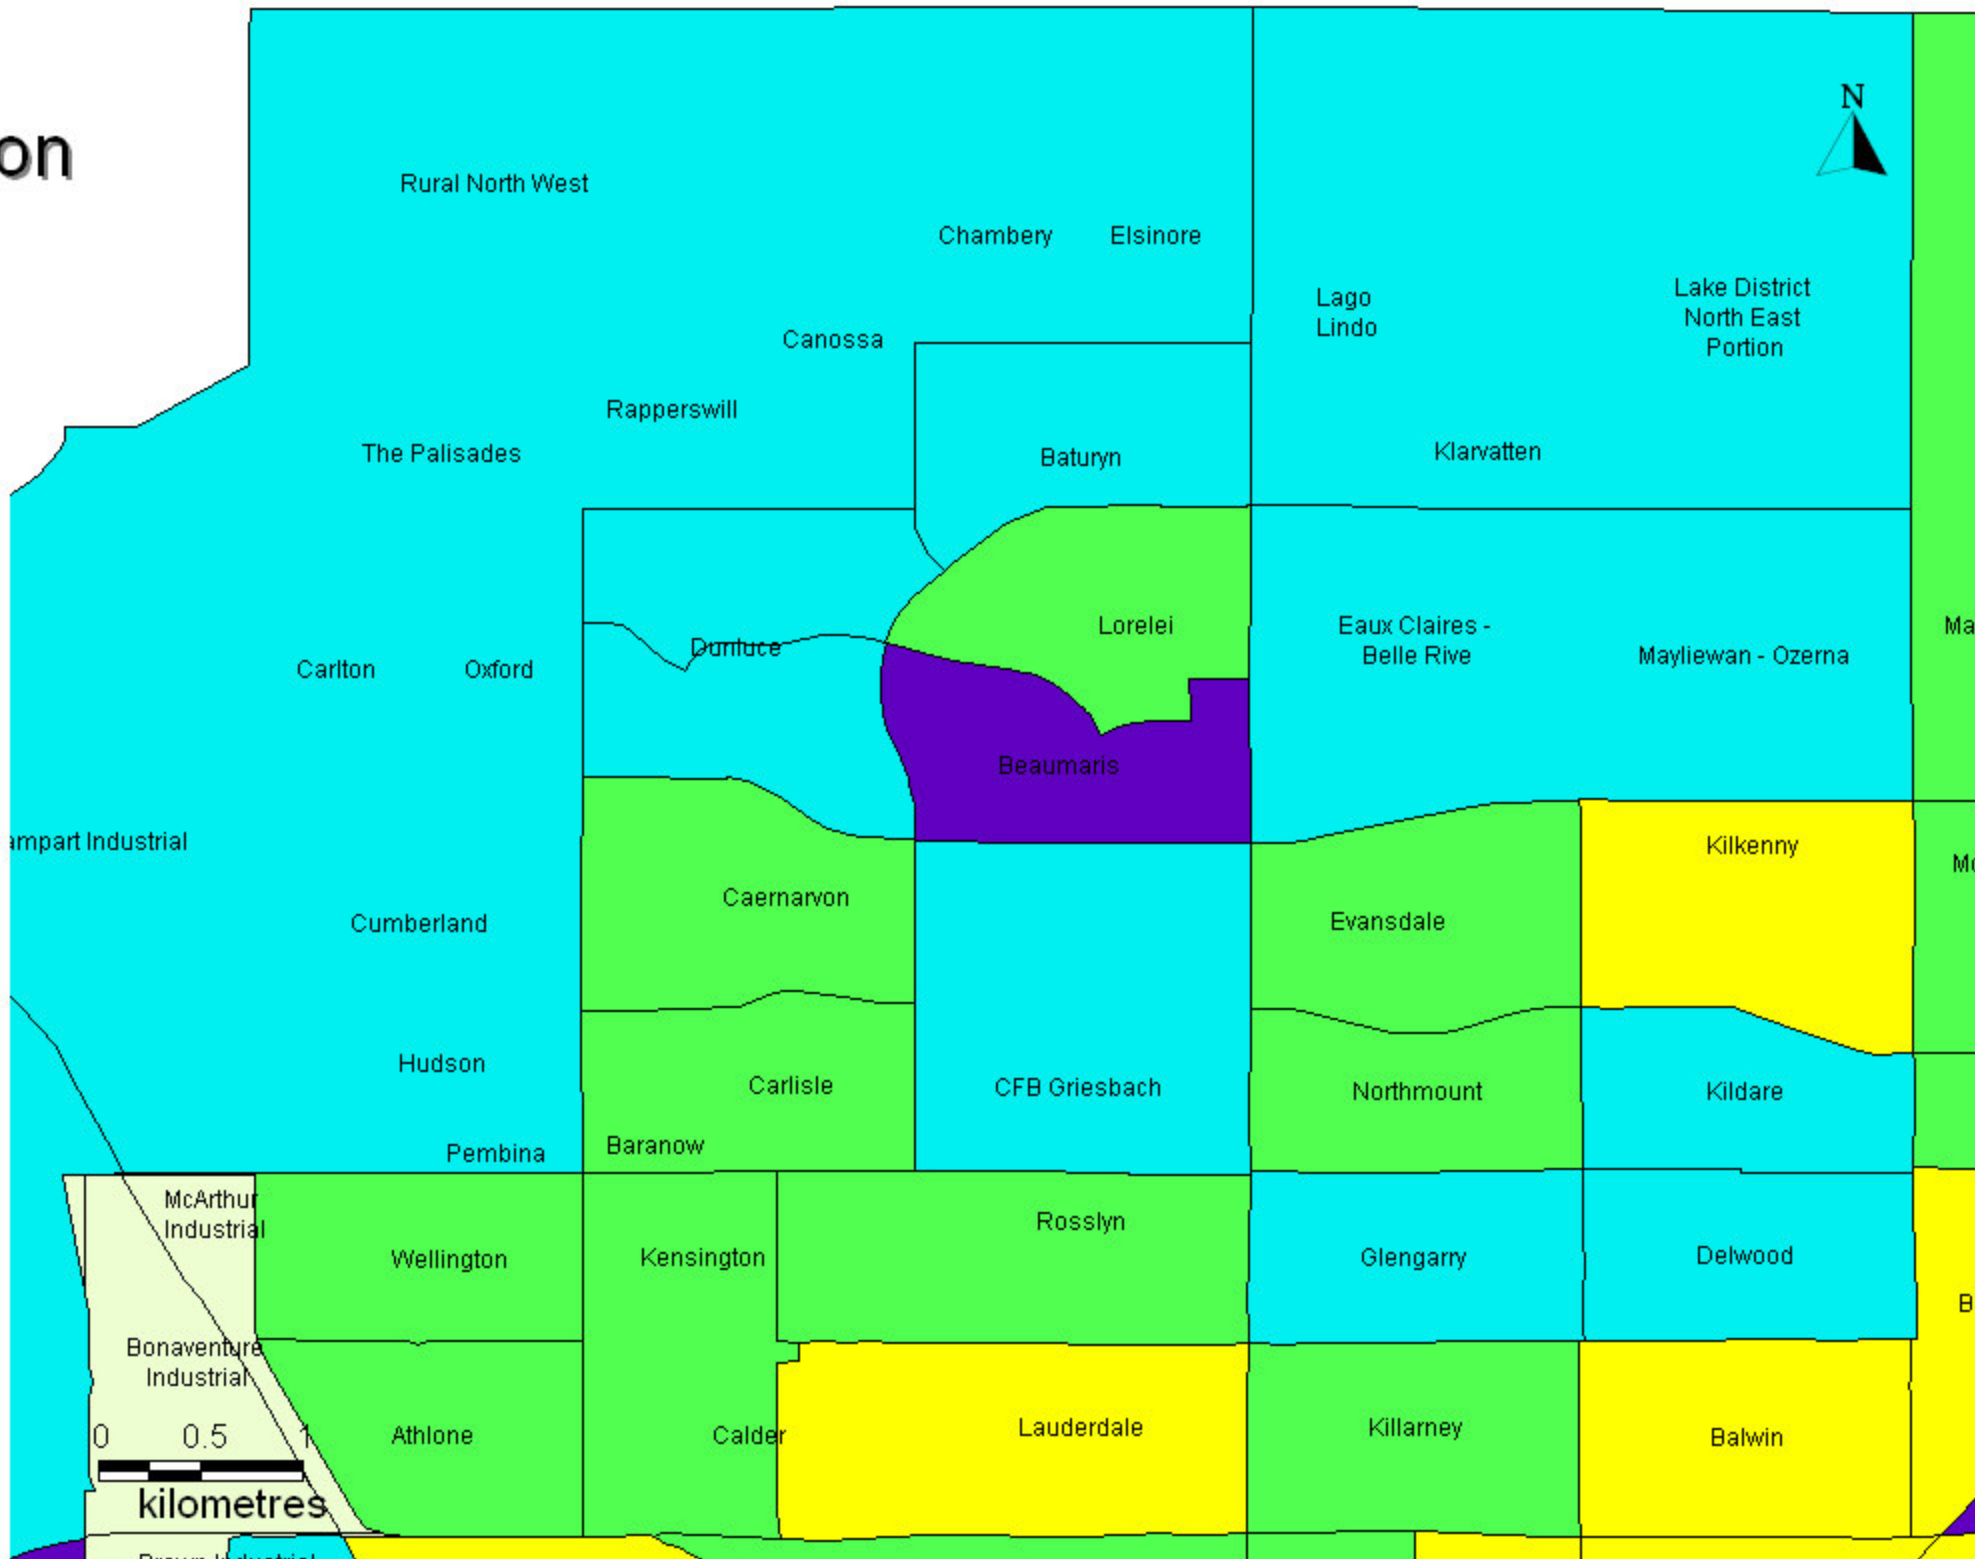 on
N
Rural North West
Chambery
Elsinore
Lago
Lindo
Lake District
North East
Portion
Canossa
Rapperswill
The Palisades
Baturyn
Klarvatten
Lorelei
Eaux Claires -
Belle Rive
Ma
Dunluce
Mayliewan - Ozerna
Carlton
Oxford
Beaumaris
ampart Industrial
Kilkenny
Mc
Caernarvon
Cumberland
Evansdale
Hudson
Carlisle
CFB Griesbach
Northmount
Kildare
Pembina
Baranow
McArthur
Industrial
Rosslyn
Wellington
Kensington
Glengarry
Delwood
B
Bonaventure
Industrial
0 0.5 1
kilometres
Athlone
Calder
Lauderdale
Killarney
Balwin